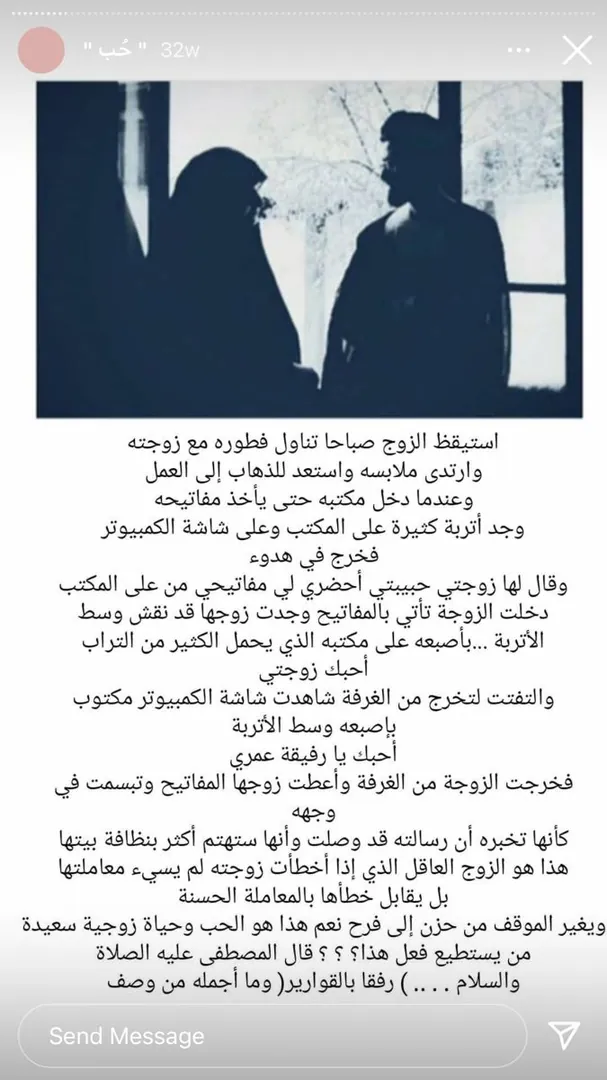 " حُب " 32w
استيقظ الزوج صباحا تناول فطوره مع زوجته
وارتدى ملابسه واستعد للذهاب إلى العمل
وعندما دخل مكتبه حتى يأخذ مفاتيحه
وجد أتربة كثيرة على المكتب وعلى شاشة الكمبيوتر
فخرج في هدوء
وقال لها زوجتي حبيبتي أحضري لي مفاتيحي من على المكتب
دخلت الزوجة تأتي بالمفاتيح وجدت زوجها قد نقش وسط
الأتربة ...بأصبعه على مكتبه الذي يحمل الكثير من التراب
أحبك زوجتي
والتفتت لتخرج من الغرفة شاهدت شاشة الكمبيوتر مكتوب
بإصبعه وسط الأتربة
أحبك يا رفيقة عمري
فخرجت الزوجة من الغرفة وأعطت زوجها المفاتيح وتبسمت في
وجهه
كأنها تخبره أن رسالته قد وصلت وأنها ستهتم أكثر بنظافة بيتها
هذا هو الزوج العاقل الذي إذا أخطأت زوجته لم يسيء معاملتها
بل يقابل خطأها بالمعاملة الحسنة
ويغير الموقف من حزن إلى فرح نعم هذا هو الحب وحياة زوجية سعيدة
من يستطيع فعل هذا؟ ؟ ؟ قال المصطفى عليه الصلاة
والسلام . . .. ) رفقا بالقوارير( وما أجمله من وصف
Send Message